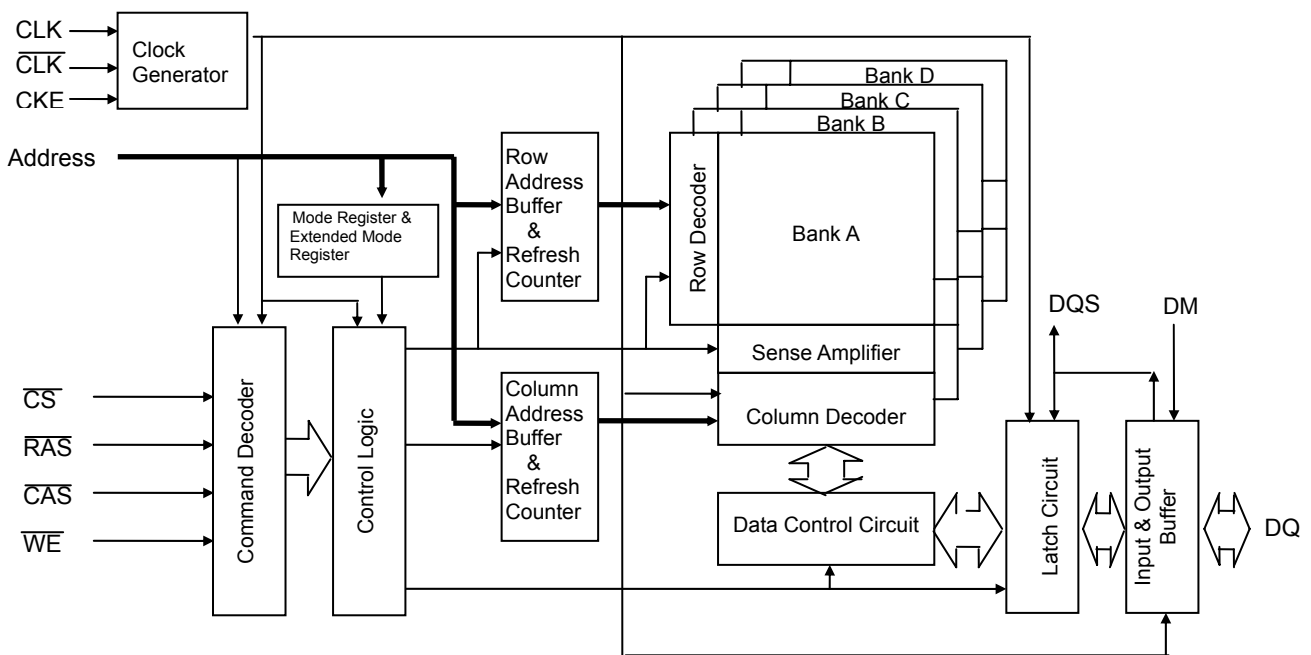 CLK
CLK
CKE
Clock
Generator
Address
Mode Register &
Extended Mode
Register
Row
Address
Buffer
&
Refresh
Counter
Row Decoder
Bank D
Bank C
Bank B
Bank A
Sense Amplifier
Column Decoder
CS
RAS
CAS
WE
Command Decoder
Control Logic
Column
Address
Buffer
&
Refresh
Counter
Data Control Circuit
DQS
DM
Latch Circuit
Input & Output
Buffer
DQ